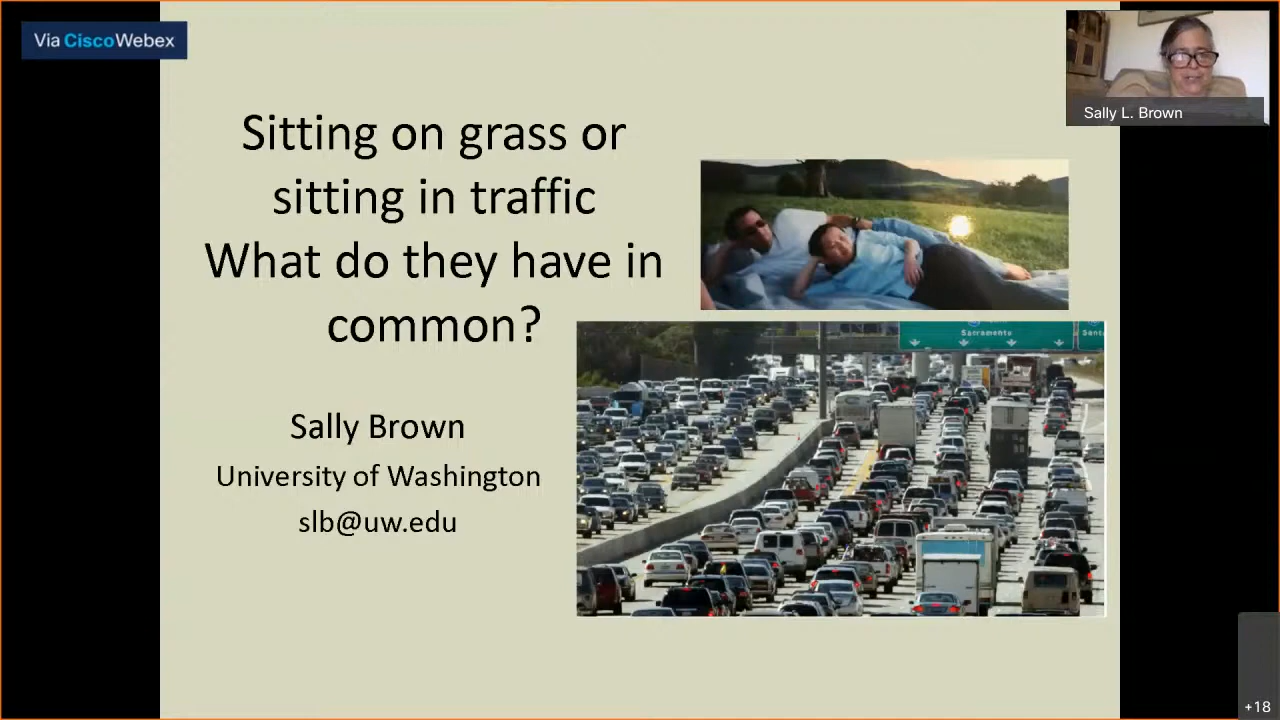 Via CiscoWebex
Sally L. Brown
Sitting on grass or
sitting in traffic
What do they have in
common?
Sacramento
Sally Brown
University of Washington
slb@uw.edu
+18